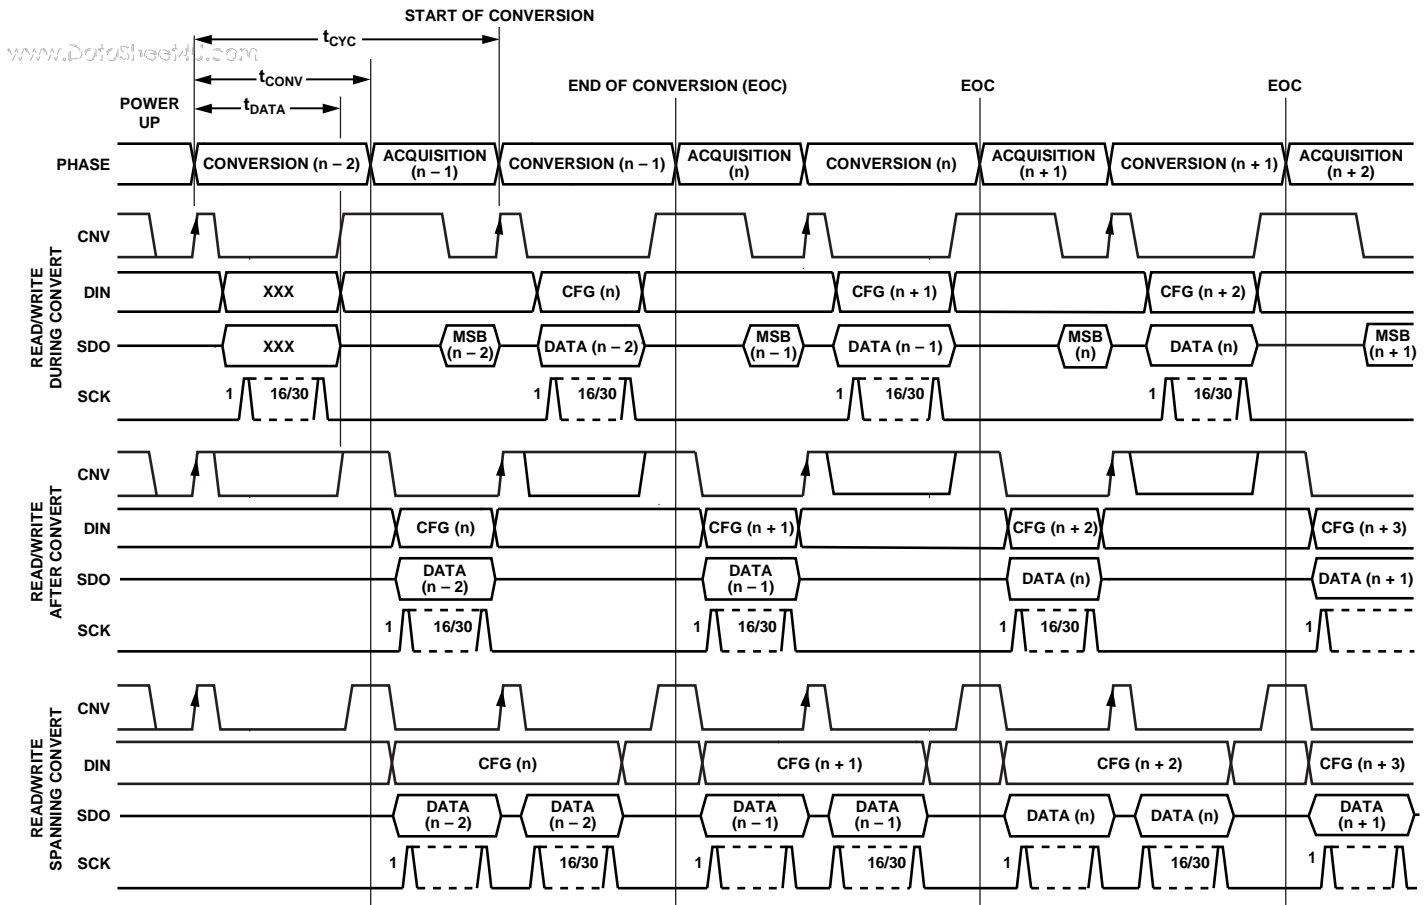 START OF CONVERSION
www.DataSheet4U.com
tCYC
tCONV
tDATA
END OF CONVERSION (EOC)
EOC
EOC
POWER
UP
PHASE
CONVERSION (n – 2)
ACQUISITION
(n – 1)
CONVERSION (n – 1)
ACQUISITION
(n)
CONVERSION (n)
ACQUISITION
(n + 1)
CONVERSION (n + 1)
ACQUISITION
(n + 2)
READ/WRITE
DURING CONVERT
CNV
DIN
XXX
CFG (n)
CFG (n + 1)
CFG (n + 2)
SDO
XXX
MSB
(n – 2)
DATA (n – 2)
MSB
(n – 1)
DATA (n – 1)
MSB
(n)
DATA (n)
MSB
(n + 1)
SCK
1 16/30
1 16/30
1 16/30
1 16/30
READ/WRITE
AFTER CONVERT
CNV
DIN
CFG (n)
CFG (n + 1)
CFG (n + 2)
CFG (n + 3)
SDO
DATA
(n – 2)
DATA
(n – 1)
DATA (n)
DATA (n + 1)
SCK
1 16/30
1 16/30
1 16/30
1
READ/WRITE
SPANNING CONVERT
CNV
DIN
CFG (n)
CFG (n + 1)
CFG (n + 2)
CFG (n + 3)
SDO
DATA
(n – 2)
DATA
(n – 2)
DATA
(n – 1)
DATA
(n – 1)
DATA (n)
DATA (n)
DATA
(n + 1)
SCK
1 16/30
1 16/30
1 16/30
1